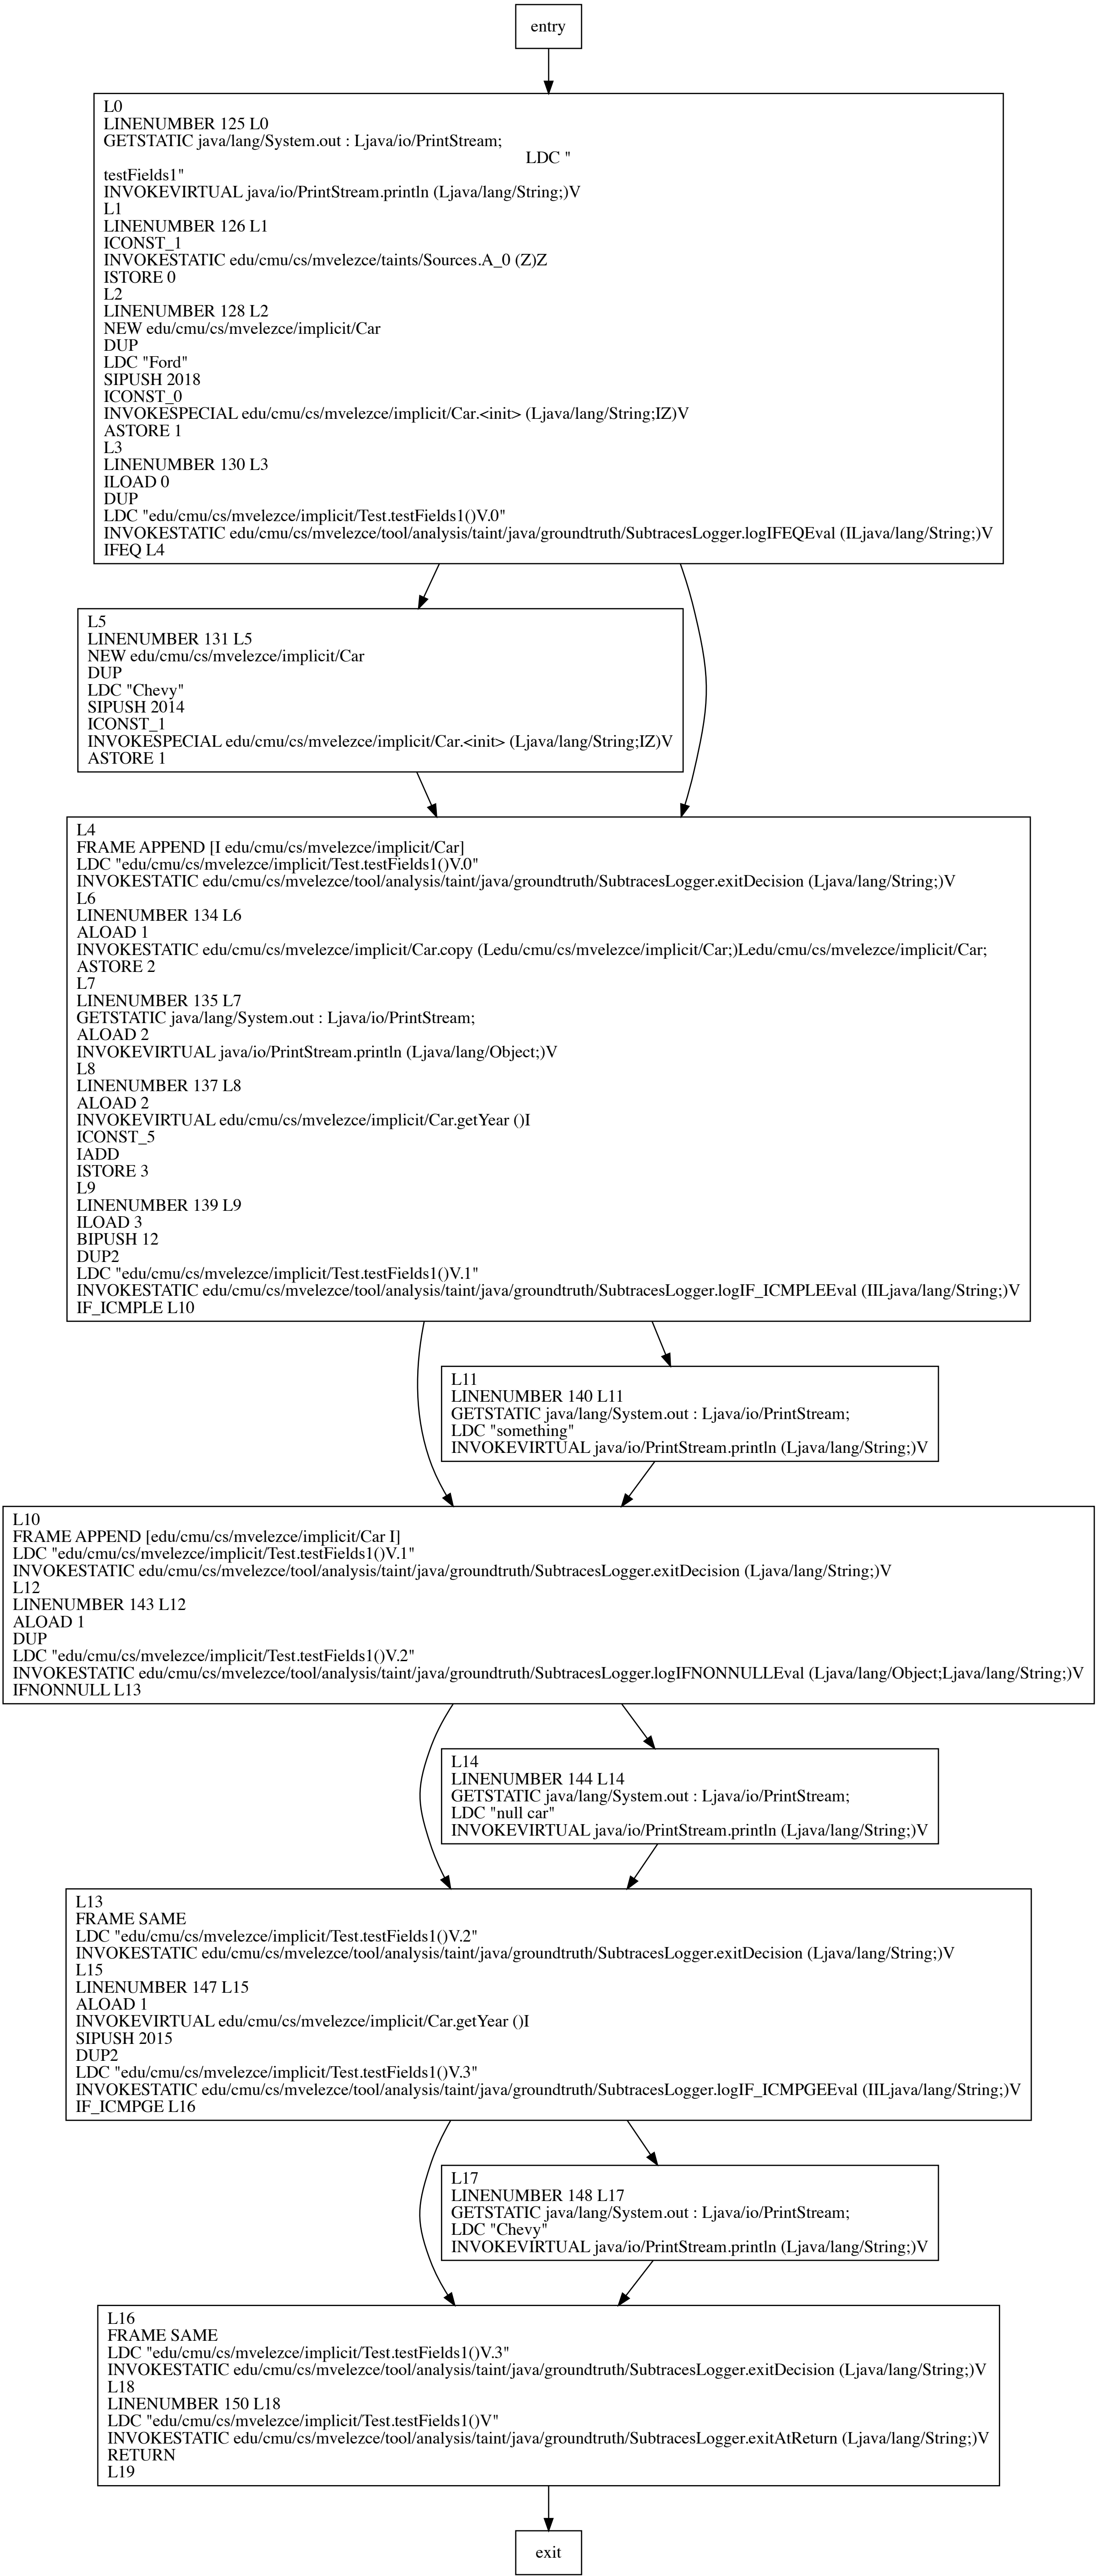 entry
L0
LINENUMBER 125 L0
GETSTATIC java/lang/System.out : Ljava/io/PrintStream;
LDC "
testFields1"
INVOKEVIRTUAL java/io/PrintStream.println (Ljava/lang/String;)V
L1
LINENUMBER 126 L1
ICONST_1
INVOKESTATIC edu/cmu/cs/mvelezce/taints/Sources.A_0 (Z)Z
ISTORE 0
L2
LINENUMBER 128 L2
NEW edu/cmu/cs/mvelezce/implicit/Car
DUP
LDC "Ford"
SIPUSH 2018
ICONST_0
INVOKESPECIAL edu/cmu/cs/mvelezce/implicit/Car.<init> (Ljava/lang/String;IZ)V
ASTORE 1
L3
LINENUMBER 130 L3
ILOAD 0
DUP
LDC "edu/cmu/cs/mvelezce/implicit/Test.testFields1()V.0"
INVOKESTATIC edu/cmu/cs/mvelezce/tool/analysis/taint/java/groundtruth/SubtracesLogger.logIFEQEval (ILjava/lang/String;)V
IFEQ L4
L5
LINENUMBER 131 L5
NEW edu/cmu/cs/mvelezce/implicit/Car
DUP
LDC "Chevy"
SIPUSH 2014
ICONST_1
INVOKESPECIAL edu/cmu/cs/mvelezce/implicit/Car.<init> (Ljava/lang/String;IZ)V
ASTORE 1
L4
FRAME APPEND [I edu/cmu/cs/mvelezce/implicit/Car]
LDC "edu/cmu/cs/mvelezce/implicit/Test.testFields1()V.0"
INVOKESTATIC edu/cmu/cs/mvelezce/tool/analysis/taint/java/groundtruth/SubtracesLogger.exitDecision (Ljava/lang/String;)V
L6
LINENUMBER 134 L6
ALOAD 1
INVOKESTATIC edu/cmu/cs/mvelezce/implicit/Car.copy (Ledu/cmu/cs/mvelezce/implicit/Car;)Ledu/cmu/cs/mvelezce/implicit/Car;
ASTORE 2
L7
LINENUMBER 135 L7
GETSTATIC java/lang/System.out : Ljava/io/PrintStream;
ALOAD 2
INVOKEVIRTUAL java/io/PrintStream.println (Ljava/lang/Object;)V
L8
LINENUMBER 137 L8
ALOAD 2
INVOKEVIRTUAL edu/cmu/cs/mvelezce/implicit/Car.getYear ()I
ICONST_5
IADD
ISTORE 3
L9
LINENUMBER 139 L9
ILOAD 3
BIPUSH 12
DUP2
LDC "edu/cmu/cs/mvelezce/implicit/Test.testFields1()V.1"
INVOKESTATIC edu/cmu/cs/mvelezce/tool/analysis/taint/java/groundtruth/SubtracesLogger.logIF_ICMPLEEval (IILjava/lang/String;)V
IF_ICMPLE L10
L11
LINENUMBER 140 L11
GETSTATIC java/lang/System.out : Ljava/io/PrintStream;
LDC "something"
INVOKEVIRTUAL java/io/PrintStream.println (Ljava/lang/String;)V
L10
FRAME APPEND [edu/cmu/cs/mvelezce/implicit/Car I]
LDC "edu/cmu/cs/mvelezce/implicit/Test.testFields1()V.1"
INVOKESTATIC edu/cmu/cs/mvelezce/tool/analysis/taint/java/groundtruth/SubtracesLogger.exitDecision (Ljava/lang/String;)V
L12
LINENUMBER 143 L12
ALOAD 1
DUP
LDC "edu/cmu/cs/mvelezce/implicit/Test.testFields1()V.2"
INVOKESTATIC edu/cmu/cs/mvelezce/tool/analysis/taint/java/groundtruth/SubtracesLogger.logIFNONNULLEval (Ljava/lang/Object;Ljava/lang/String;)V
IFNONNULL L13
L14
LINENUMBER 144 L14
GETSTATIC java/lang/System.out : Ljava/io/PrintStream;
LDC "null car"
INVOKEVIRTUAL java/io/PrintStream.println (Ljava/lang/String;)V
L13
FRAME SAME
LDC "edu/cmu/cs/mvelezce/implicit/Test.testFields1()V.2"
INVOKESTATIC edu/cmu/cs/mvelezce/tool/analysis/taint/java/groundtruth/SubtracesLogger.exitDecision (Ljava/lang/String;)V
L15
LINENUMBER 147 L15
ALOAD 1
INVOKEVIRTUAL edu/cmu/cs/mvelezce/implicit/Car.getYear ()I
SIPUSH 2015
DUP2
LDC "edu/cmu/cs/mvelezce/implicit/Test.testFields1()V.3"
INVOKESTATIC edu/cmu/cs/mvelezce/tool/analysis/taint/java/groundtruth/SubtracesLogger.logIF_ICMPGEEval (IILjava/lang/String;)V
IF_ICMPGE L16
L17
LINENUMBER 148 L17
GETSTATIC java/lang/System.out : Ljava/io/PrintStream;
LDC "Chevy"
INVOKEVIRTUAL java/io/PrintStream.println (Ljava/lang/String;)V
L16
FRAME SAME
LDC "edu/cmu/cs/mvelezce/implicit/Test.testFields1()V.3"
INVOKESTATIC edu/cmu/cs/mvelezce/tool/analysis/taint/java/groundtruth/SubtracesLogger.exitDecision (Ljava/lang/String;)V
L18
LINENUMBER 150 L18
LDC "edu/cmu/cs/mvelezce/implicit/Test.testFields1()V"
INVOKESTATIC edu/cmu/cs/mvelezce/tool/analysis/taint/java/groundtruth/SubtracesLogger.exitAtReturn (Ljava/lang/String;)V
RETURN
L19
exit